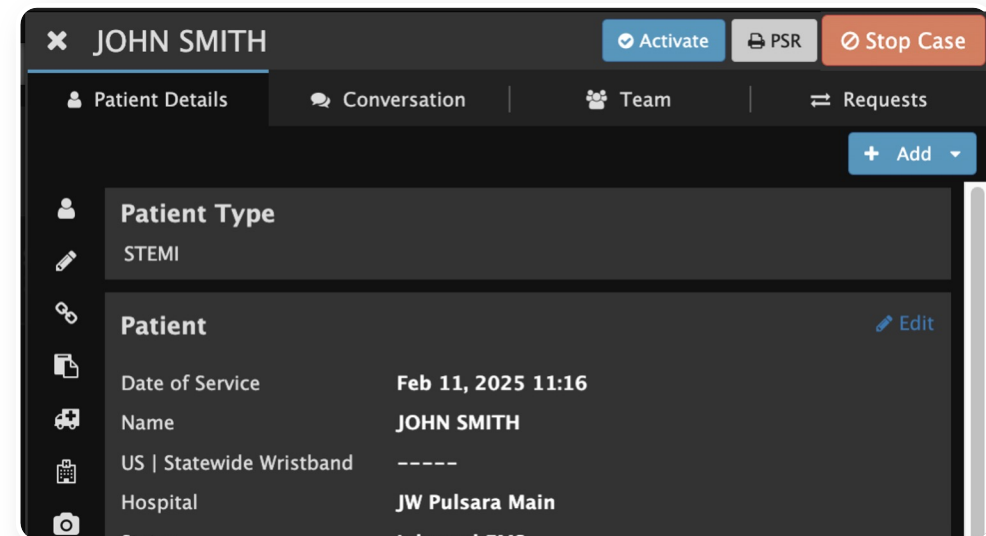 JOHN SMITH Activate PSR Stop Case
Patient Details Conversation Team Requests
Add
Patient Type
STEMI
Patient Edit
Date of Service Feb 11, 2025 11:16
Name JOHN SMITH
US | Statewide Wristband -----
Hospital JW Pulsara Main